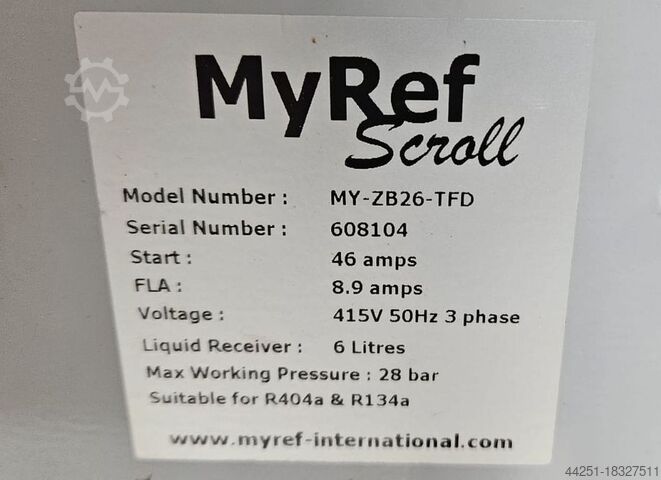 MyRef
Scroll
Model Number : MY-ZB26-TFD
Serial Number : 608104
Start : 46 amps
FLA : 8.9 amps
Voltage : 415V 50Hz 3 phase
Liquid Receiver : 6 Litres
Max Working Pressure : 28 bar
Suitable for R404a & R134a
www.myref-international.com
44251-18327511